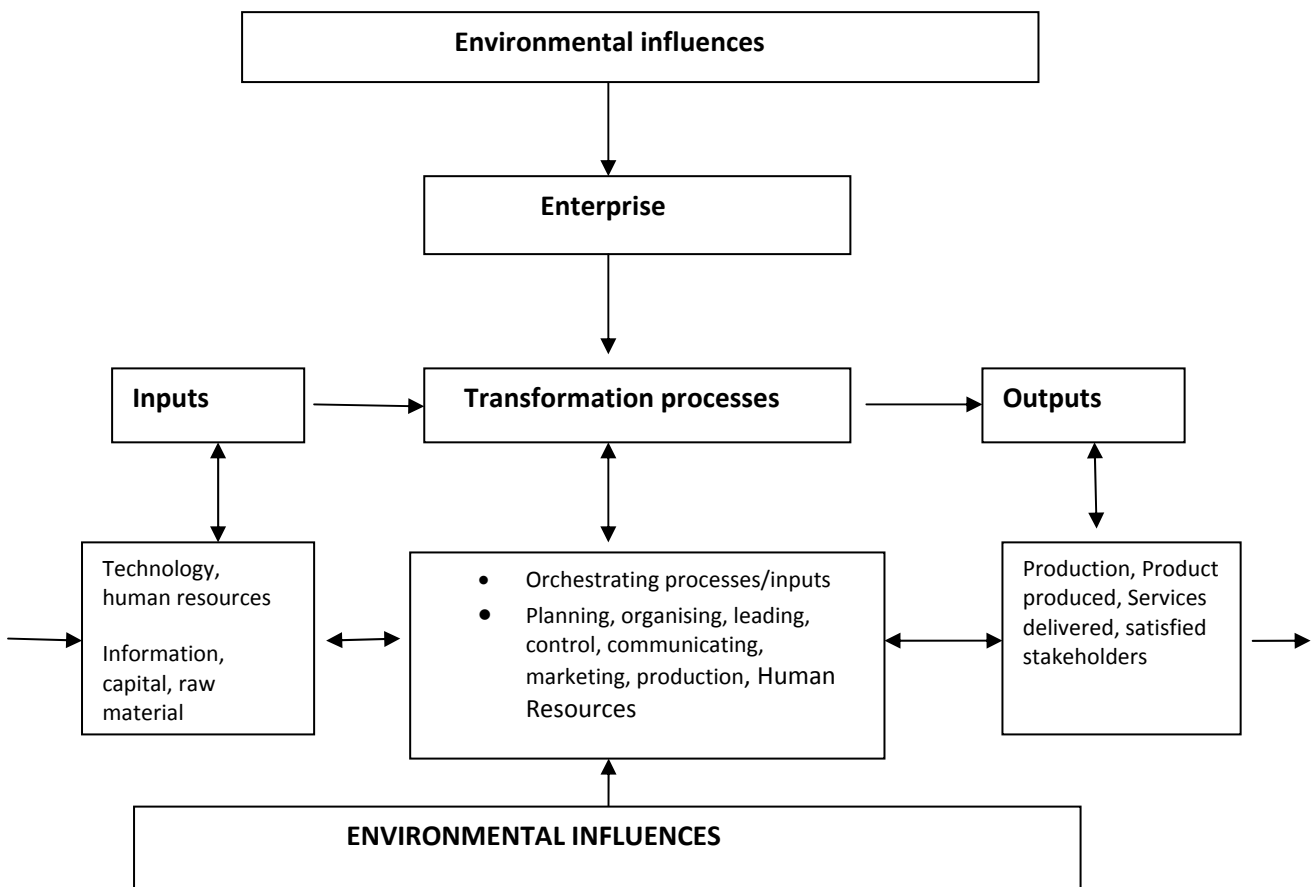 Environmental influences
Enterprise
Inputs
Transformation processes
Outputs
Technology,
human resources
Information,
capital, raw
material
• Orchestrating processes/inputs
• Planning, organising, leading,
control, communicating,
marketing, production, Human
Resources
Production, Product
produced, Services
delivered, satisfied
stakeholders
ENVIRONMENTAL INFLUENCES